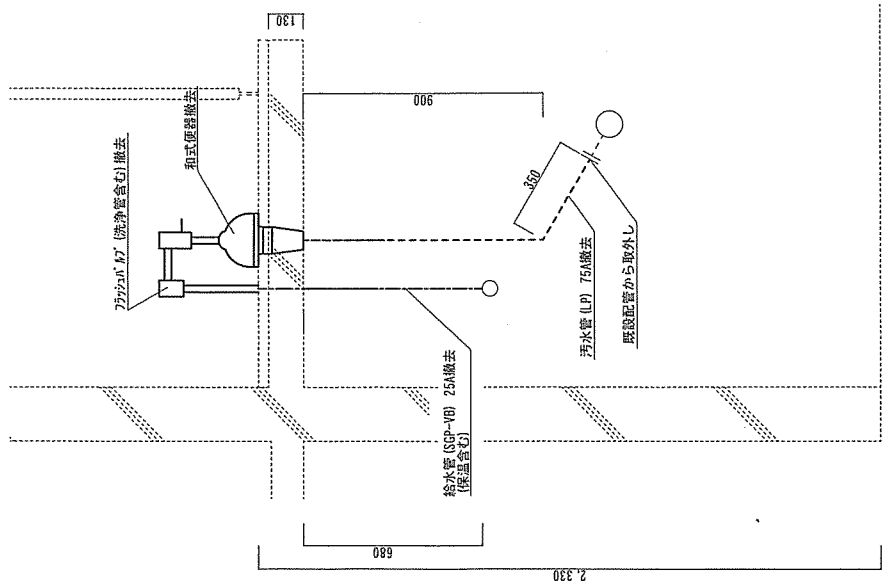 130
和式便器撤去
フラッシュバルブ (洗浄管含む) 撤去
900
350
汚水管 (LP) 75A撤去
既設配管から取外し
給水管 (SGP-VB) 25A撤去
(保温含む)
680
2,330